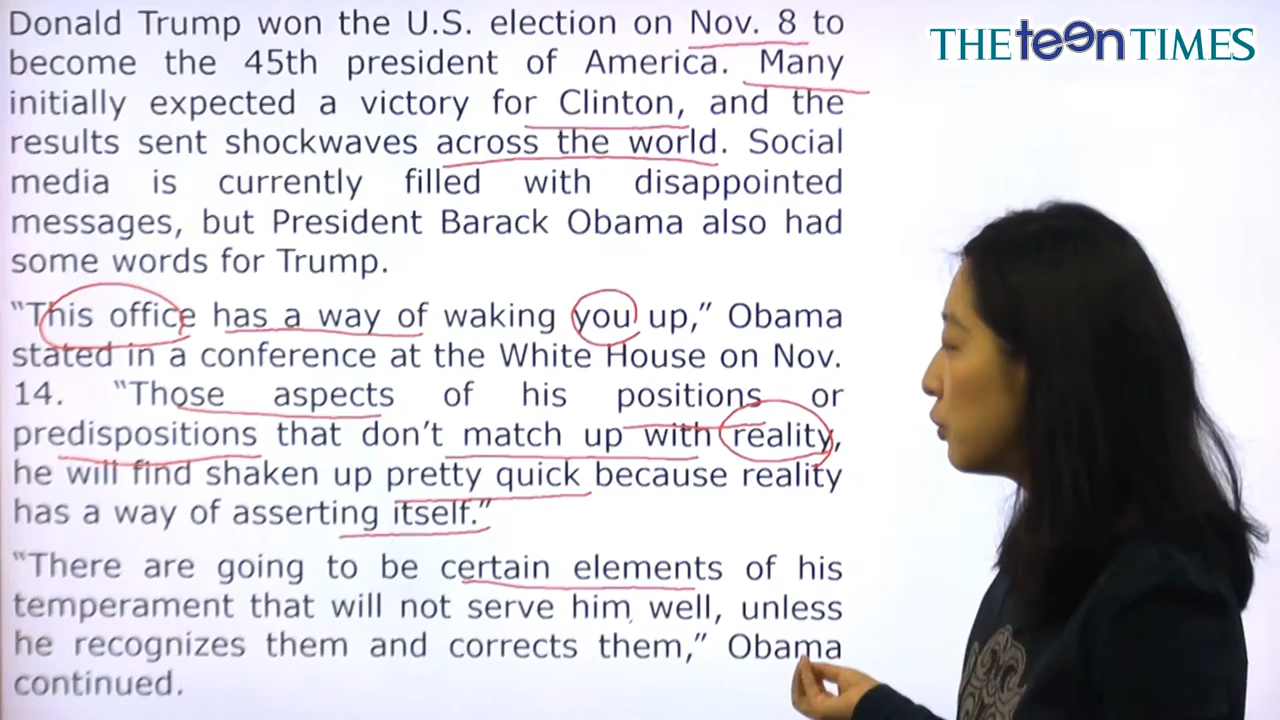 THE teen TIMES
Donald Trump won the U.S. election on Nov. 8 to
become the 45th president of America. Many
initially expected a victory for Clinton, and the
results sent shockwaves across the world. Social
media is currently filled with disappointed
messages, but President Barack Obama also had
some words for Trump.
“This office has a way of waking you up,” Obama
stated in a conference at the White House on Nov.
14. “Those aspects of his positions or
predispositions that don’t match up with reality,
he will find shaken up pretty quick because reality
has a way of asserting itself.”
“There are going to be certain elements of his
temperament that will not serve him well, unless
he recognizes them and corrects them,” Obama
continued.